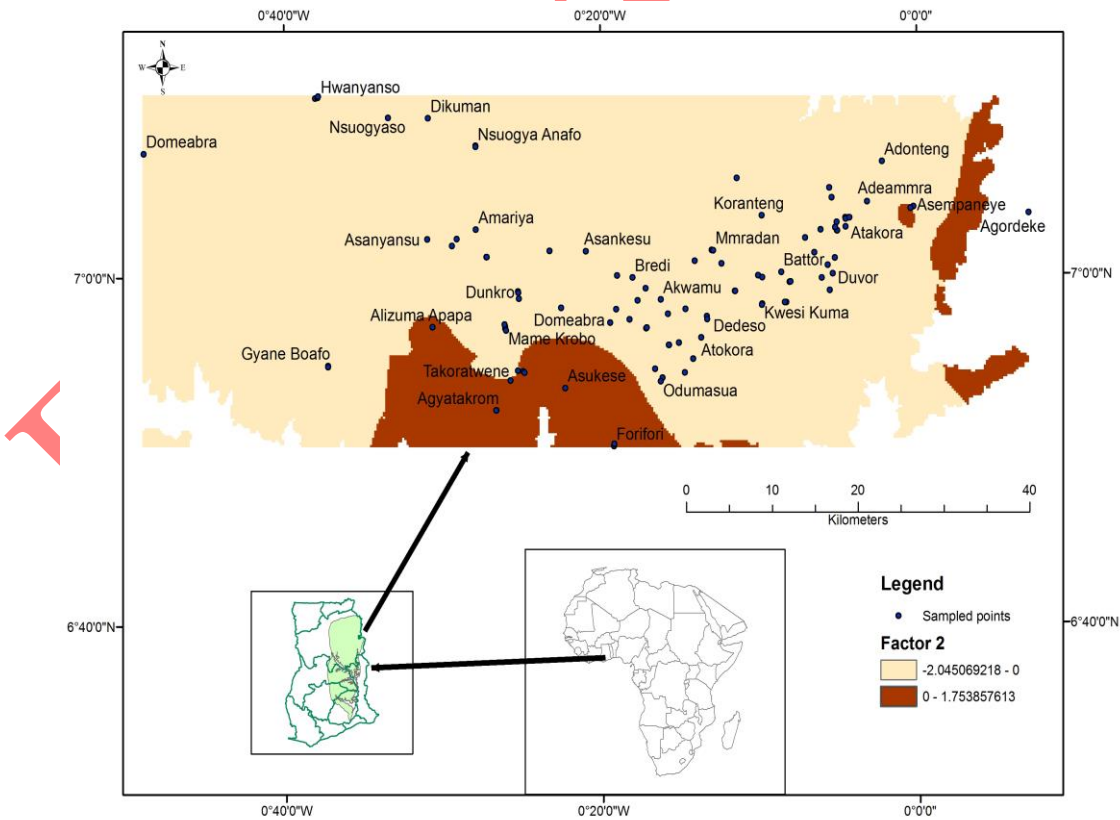 0°40'0"W
0°20'0"W
0°0'0"
N
W
E
S
Hwanyanso
Dikuman
Nsuogyaso
Nsuogya Anafo
Domeabra
Adonteng
Adeammra
Koranteng
Asempaneye
Amariya
Agordeke
Asanyansu
Asankesu
Mmradan
Atakora
7°0'0"N
Bredi
Battor
Duvor
7°0'0"N
Dunkro
Akwamu
Kwesi Kuma
Alizuma Apapa
Domeabra
Dedeso
Mame Krobo
Gyane Boafo
Atokora
Takoratwene
Asukese
Odumasua
Agyatakrom
Forifori
0 10 20 40
Kilometers
Legend
Sampled points
Factor 2
-2.045069218 - 0
0 - 1.753857613
6°40'0"N
6°40'0"N
0°40'0"W
0°20'0"W
0°0'0"